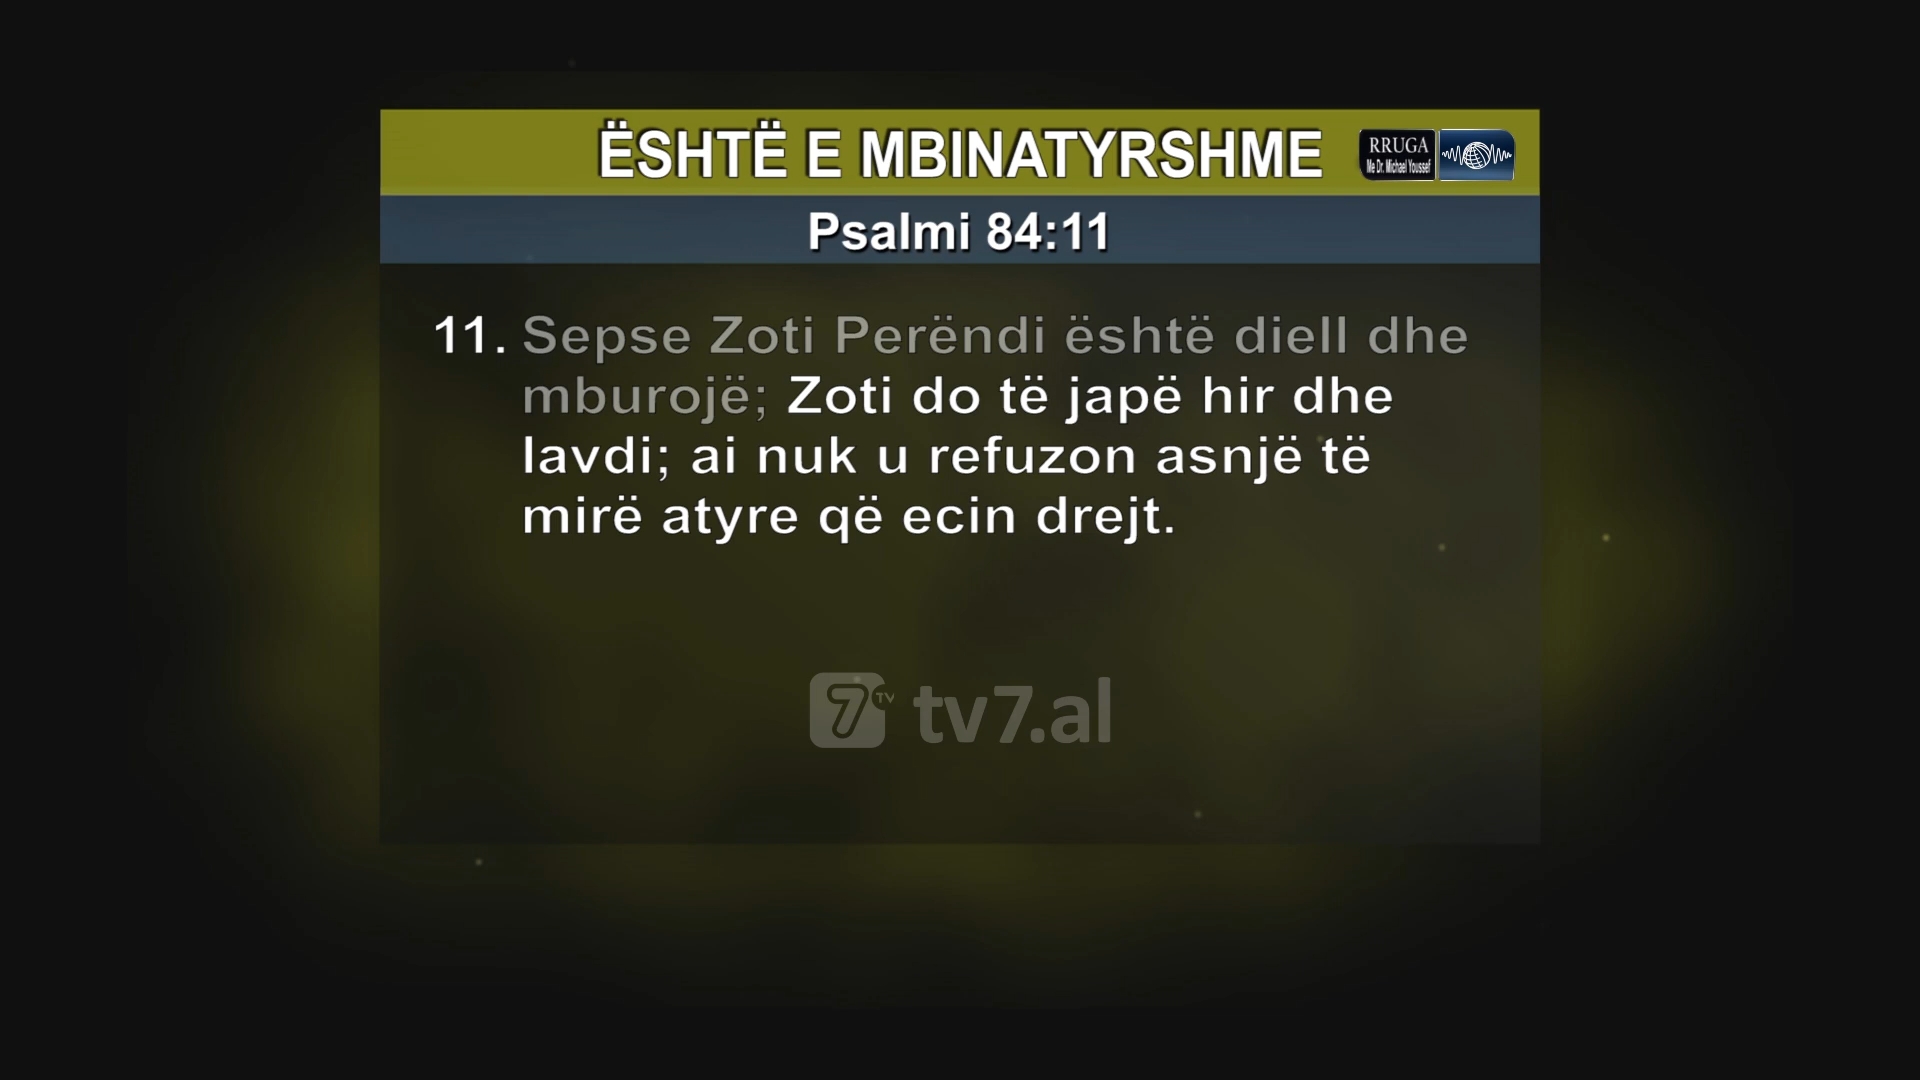 ËSHTË E MBINATYRSHME
RRUGA
Me Dr. Michael Youssef
Psalmi 84:11
11. Sepse Zoti Perëndi është diell dhe
mburojë; Zoti do të japë hir dhe
lavdi; ai nuk u refuzon asnjë të
mirë atyre që ecin drejt.
7 TV tv7.al